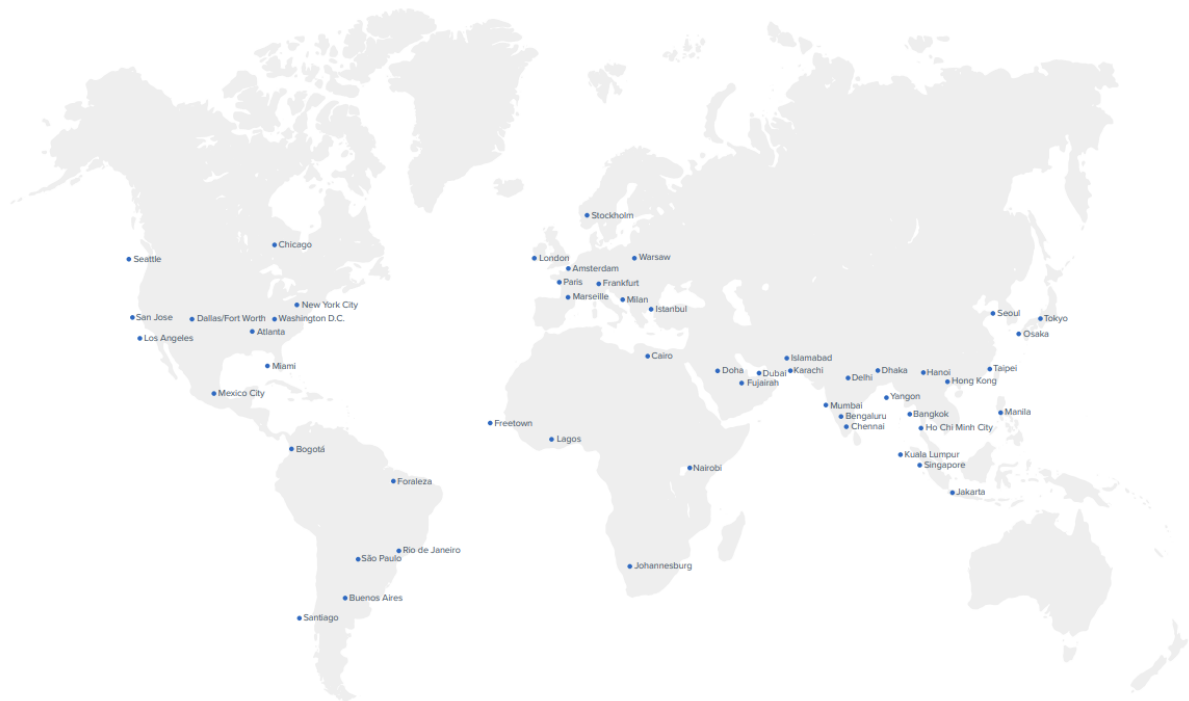 Stockholm
Chicago
Seattle
London
Warsaw
Amsterdam
Paris
Frankfurt
Marseille
Milan
New York City
Istanbul
San Jose
Dallas/Fort Worth
Washington D.C.
Seoul
Tokyo
Atlanta
Osaka
Los Angeles
Cairo
Islamabad
Miami
Doha
Dubai
Karachi
Dhaka
Hanoi
Taipei
Delhi
Hong Kong
Fujairah
Mexico City
Yangon
Mumbai
Manila
Bengaluru
Bangkok
Freetown
Chennai
Ho Chi Minh City
Lagos
Bogotá
Kuala Lumpur
Singapore
Nairobi
Foraleza
Jakarta
Rio de Janeiro
São Paulo
Johannesburg
Buenos Aires
Santiago